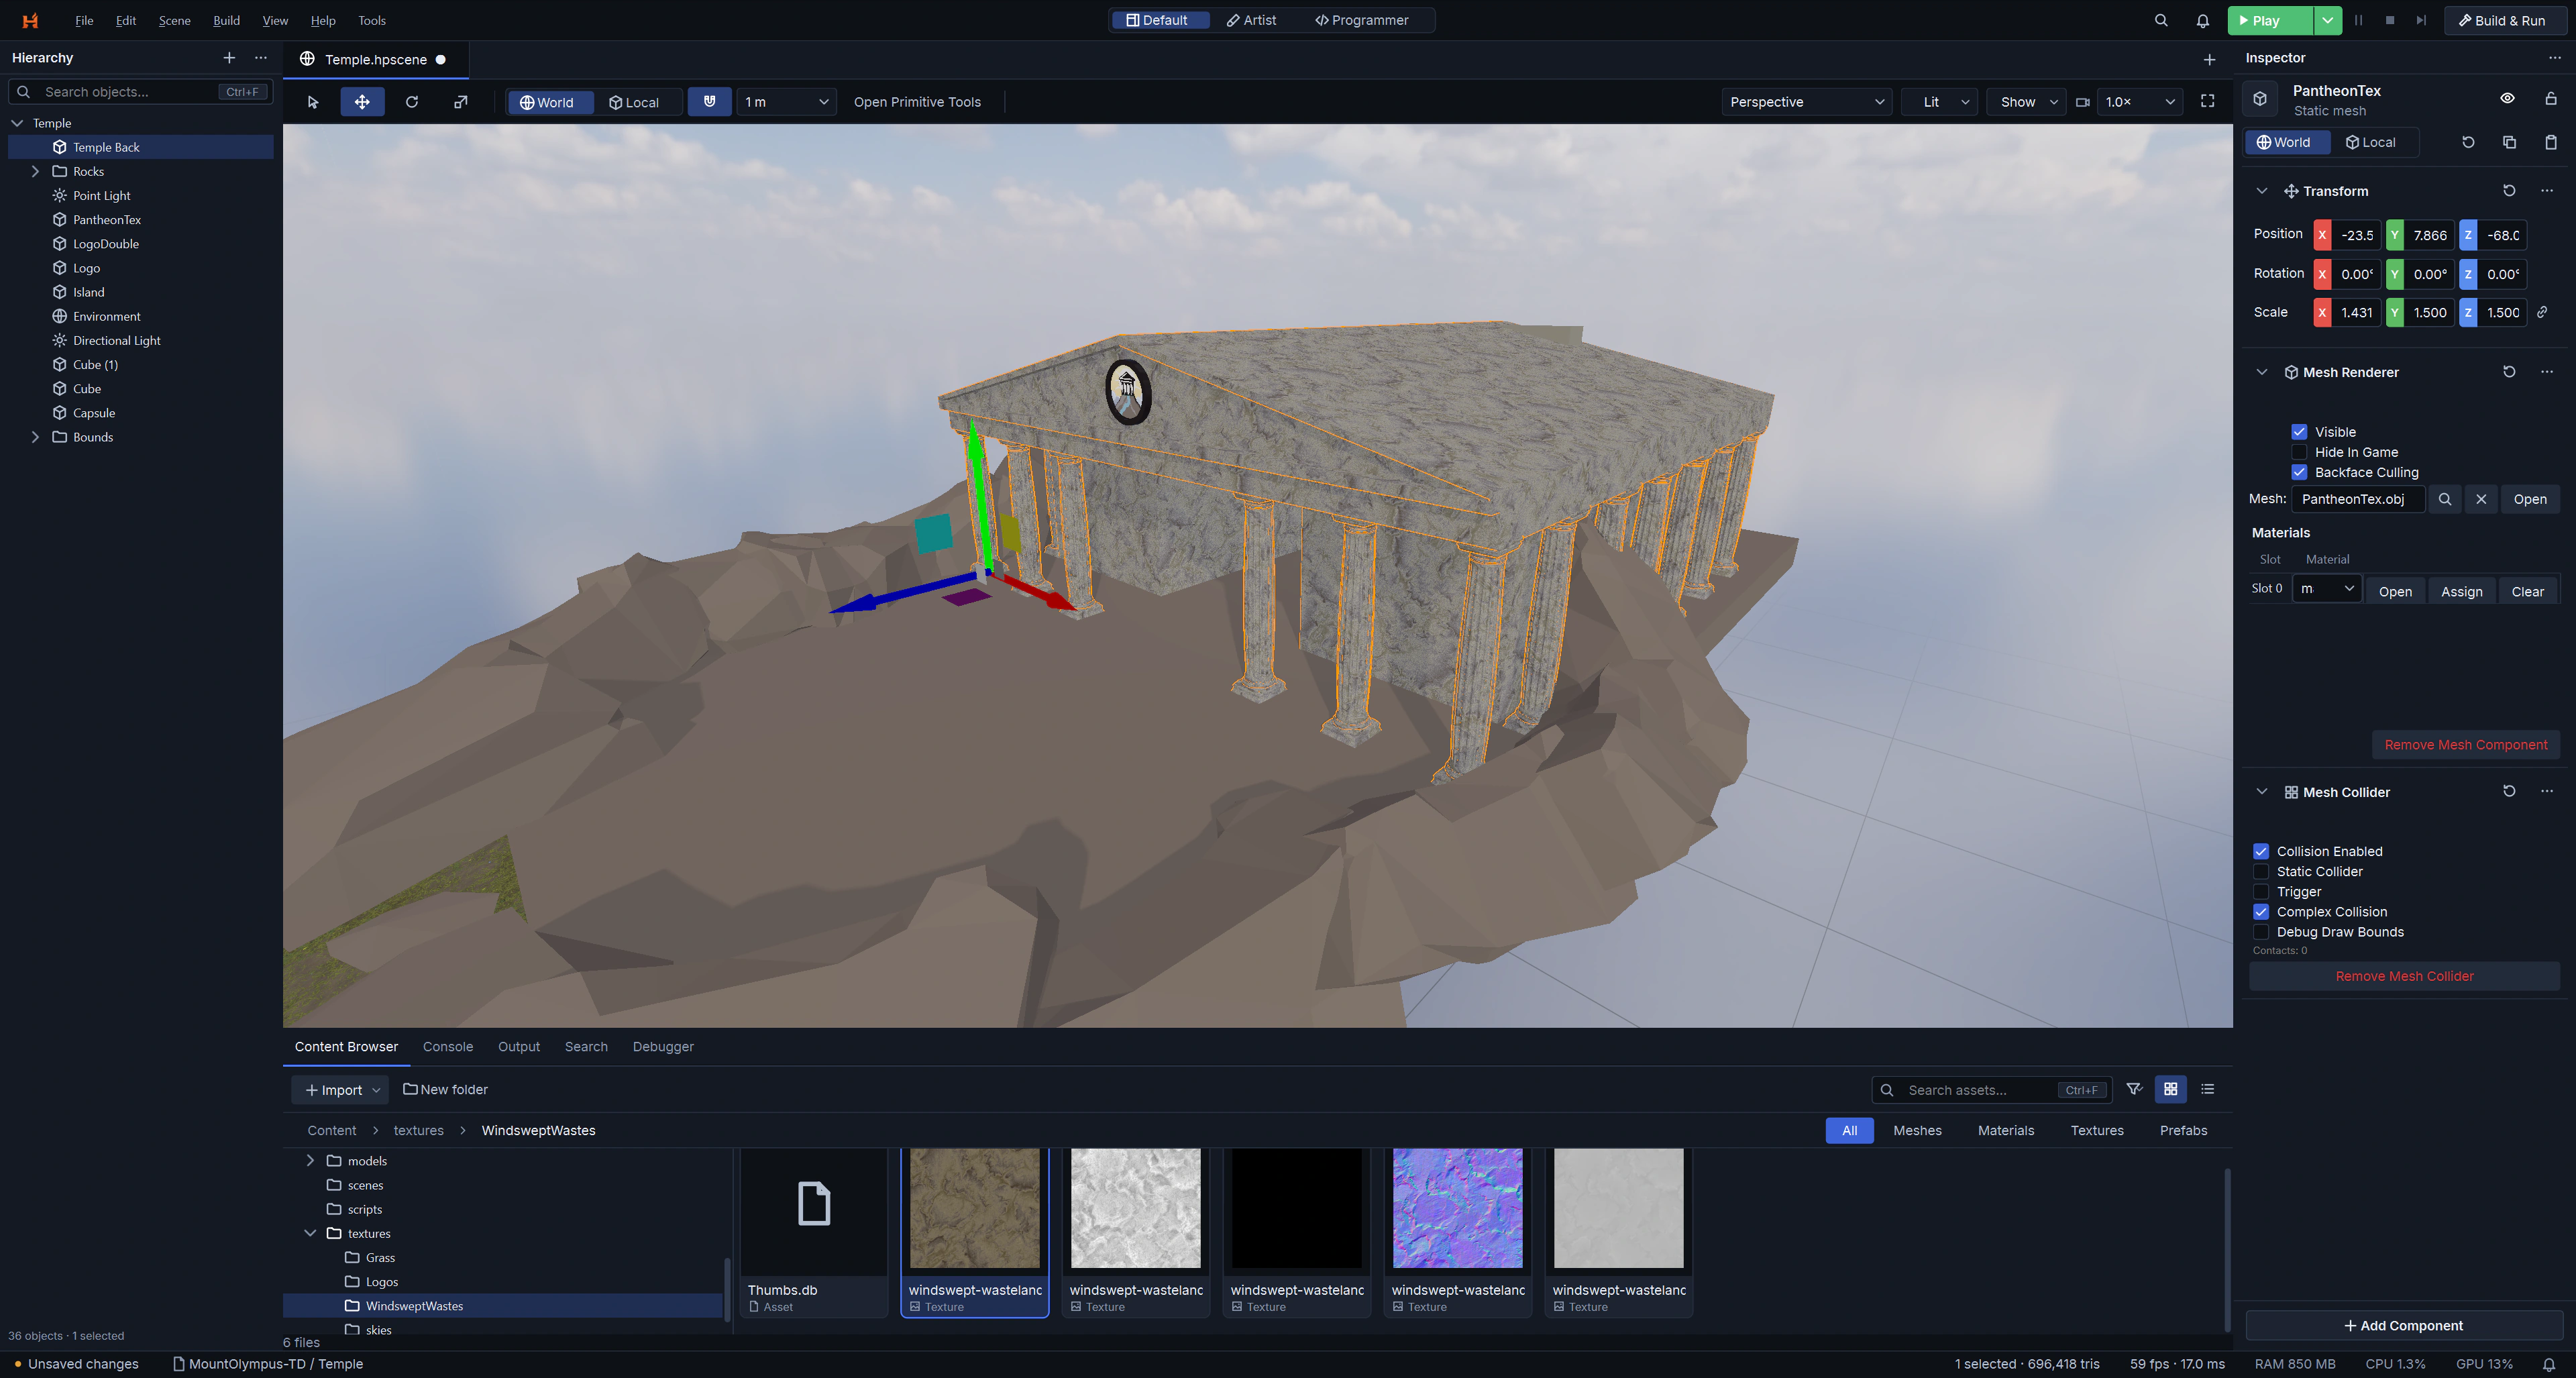 File Edit Scene Build View Help Tools
Default Artist Programmer
Play Build & Run
Hierarchy
Search objects... Ctrl+F
Temple
Temple Back
Rocks
Point Light
PantheonTex
LogoDouble
Logo
Island
Environment
Directional Light
Cube (1)
Cube
Capsule
Bounds
36 objects · 1 selected
Temple.hpscene
World Local 1 m Open Primitive Tools
Perspective Lit Show 1.0×
Inspector
PantheonTex
Static mesh
World Local
Transform
Position X -23.5 Y 7.866 Z -68.0
Rotation X 0.00° Y 0.00° Z 0.00°
Scale X 1.431 Y 1.500 Z 1.500
Mesh Renderer
Visible
Hide In Game
Backface Culling
Mesh: PantheonTex.obj Open
Materials
Slot Material
Slot 0 m Open Assign Clear
Remove Mesh Component
Mesh Collider
Collision Enabled
Static Collider
Trigger
Complex Collision
Debug Draw Bounds
Contacts: 0
Remove Mesh Collider
Add Component
Content Browser Console Output Search Debugger
Import New folder
Search assets... Ctrl+F
Content > textures > WindsweptWastes
All Meshes Materials Textures Prefabs
models
scenes
scripts
textures
Grass
Logos
WindsweptWastes
skies
Thumbs.db
Asset
windswept-wastelanc
Texture
windswept-wastelanc
Texture
windswept-wastelanc
Texture
windswept-wastelanc
Texture
windswept-wastelanc
Texture
6 files
Unsaved changes MountOlympus-TD / Temple
1 selected · 696,418 tris 59 fps · 17.0 ms RAM 850 MB CPU 1.3% GPU 13%